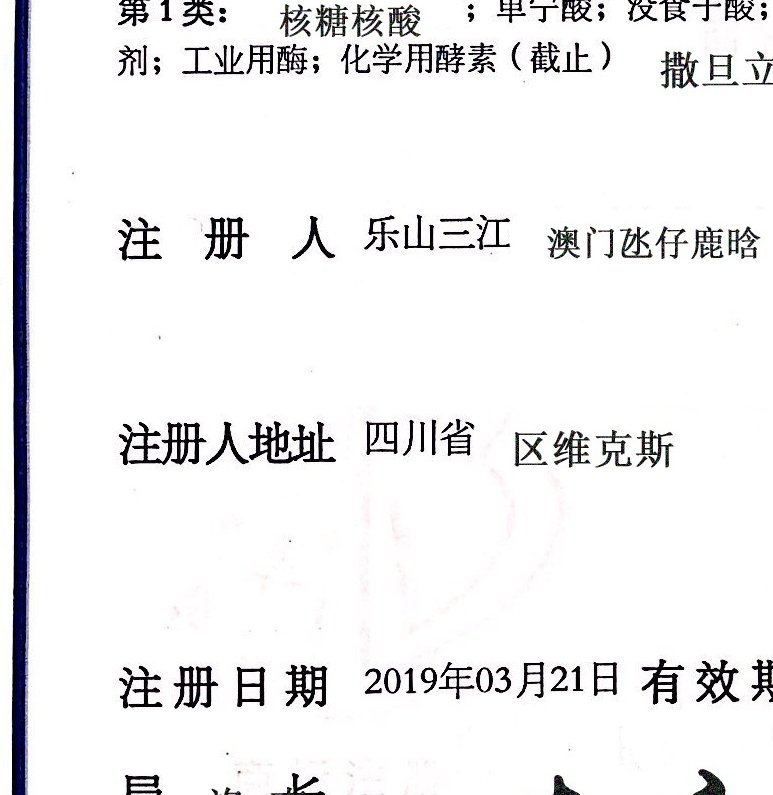 第1类： 核糖核酸 ；单宁酸；没食子酸；
剂；工业用酶；化学用酵素（截止） 撒旦立
注 册 人 乐山三江 澳门氹仔鹿晗
注册人地址 四川省 区维克斯
注册日期 2019年03月21日 有效期
局 长